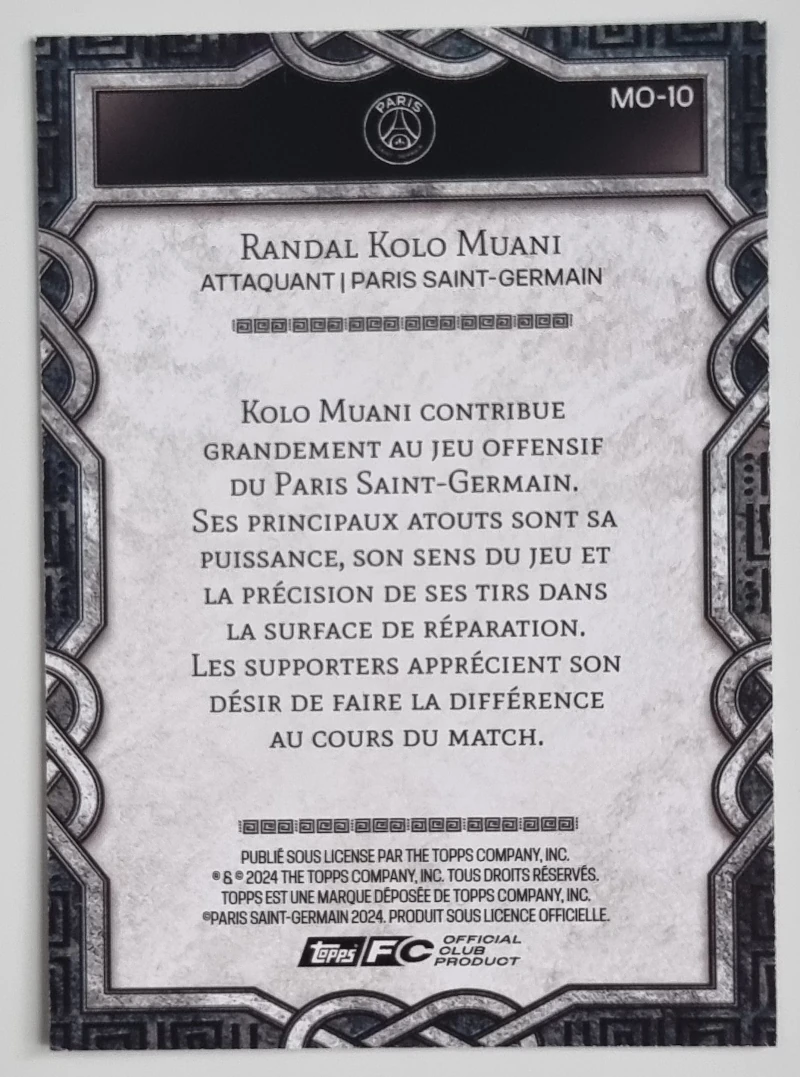 MO-10
PARIS
RANDAL KOLO MUANI
ATTAQUANT | PARIS SAINT-GERMAIN
KOLO MUANI CONTRIBUE
GRANDEMENT AU JEU OFFENSIF
DU PARIS SAINT-GERMAIN.
SES PRINCIPAUX ATOUTS SONT SA
PUISSANCE, SON SENS DU JEU ET
LA PRÉCISION DE SES TIRS DANS
LA SURFACE DE RÉPARATION.
LES SUPPORTERS APPRÉCIENT SON
DÉSIR DE FAIRE LA DIFFÉRENCE
AU COURS DU MATCH.
PUBLIÉ SOUS LICENSE PAR THE TOPPS COMPANY, INC.
® & © 2024 THE TOPPS COMPANY, INC. TOUS DROITS RÉSERVÉS.
TOPPS EST UNE MARQUE DÉPOSÉE DE TOPPS COMPANY, INC.
©PARIS SAINT-GERMAIN 2024. PRODUIT SOUS LICENCE OFFICIELLE.
topps FC OFFICIAL
CLUB
PRODUCT